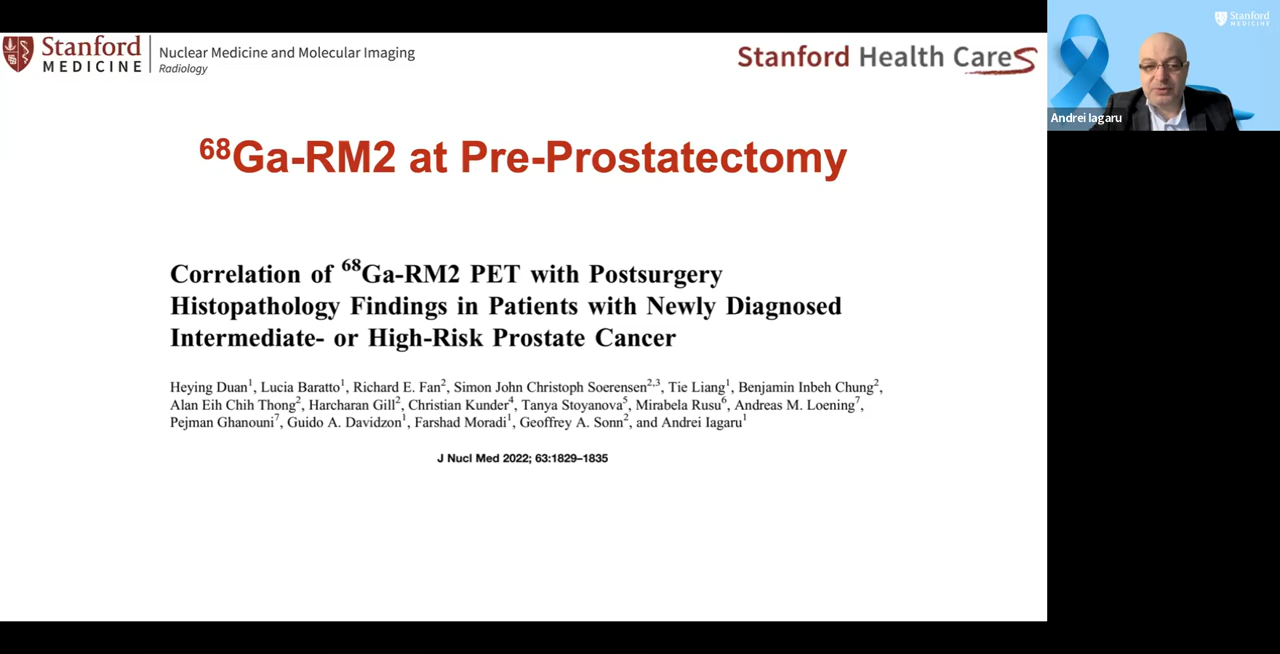 Stanford
MEDICINE
Nuclear Medicine and Molecular Imaging
Radiology
Stanford Health Care
Stanford
MEDICINE
Andrei Iagaru
⁶⁸Ga-RM2 at Pre-Prostatectomy
Correlation of ⁶⁸Ga-RM2 PET with Postsurgery
Histopathology Findings in Patients with Newly Diagnosed
Intermediate- or High-Risk Prostate Cancer
Heying Duan¹, Lucia Baratto¹, Richard E. Fan², Simon John Christoph Soerensen²,³, Tie Liang¹, Benjamin Inbeh Chung²,
Alan Eih Chih Thong², Harcharan Gill², Christian Kunder⁴, Tanya Stoyanova⁵, Mirabela Rusu⁶, Andreas M. Loening⁷,
Pejman Ghanouni⁷, Guido A. Davidzon¹, Farshad Moradi¹, Geoffrey A. Sonn², and Andrei Iagaru¹
J Nucl Med 2022; 63:1829–1835